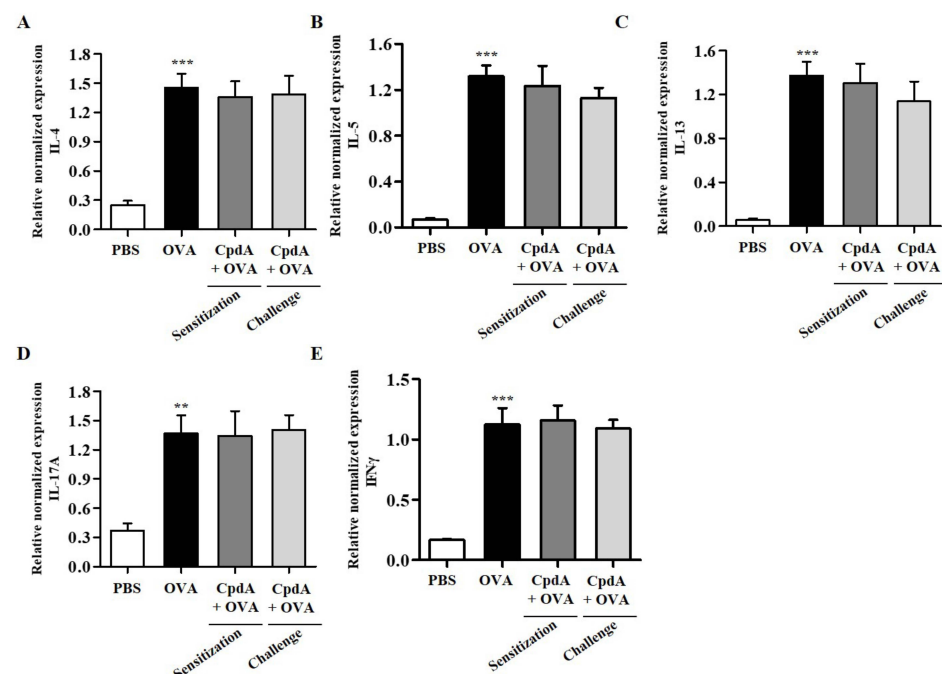 A
Relative normalized expression
IL-4
1.8
1.5
1.2
0.9
0.6
0.3
0.0
***
PBS
OVA
CpdA
+ OVA
CpdA
+ OVA
Sensitization
Challenge
B
Relative normalized expression
IL-5
1.6
1.2
0.8
0.4
0.0
***
PBS
OVA
CpdA
+ OVA
CpdA
+ OVA
Sensitization
Challenge
C
Relative normalized expression
IL-13
1.6
1.2
0.8
0.4
0.0
***
PBS
OVA
CpdA
+ OVA
CpdA
+ OVA
Sensitization
Challenge
D
Relative normalized expression
IL-17A
1.8
1.5
1.2
0.9
0.6
0.3
0.0
**
PBS
OVA
CpdA
+ OVA
CpdA
+ OVA
Sensitization
Challenge
E
Relative normalized expression
IFN-γ
1.5
1.0
0.5
0.0
***
PBS
OVA
CpdA
+ OVA
CpdA
+ OVA
Sensitization
Challenge